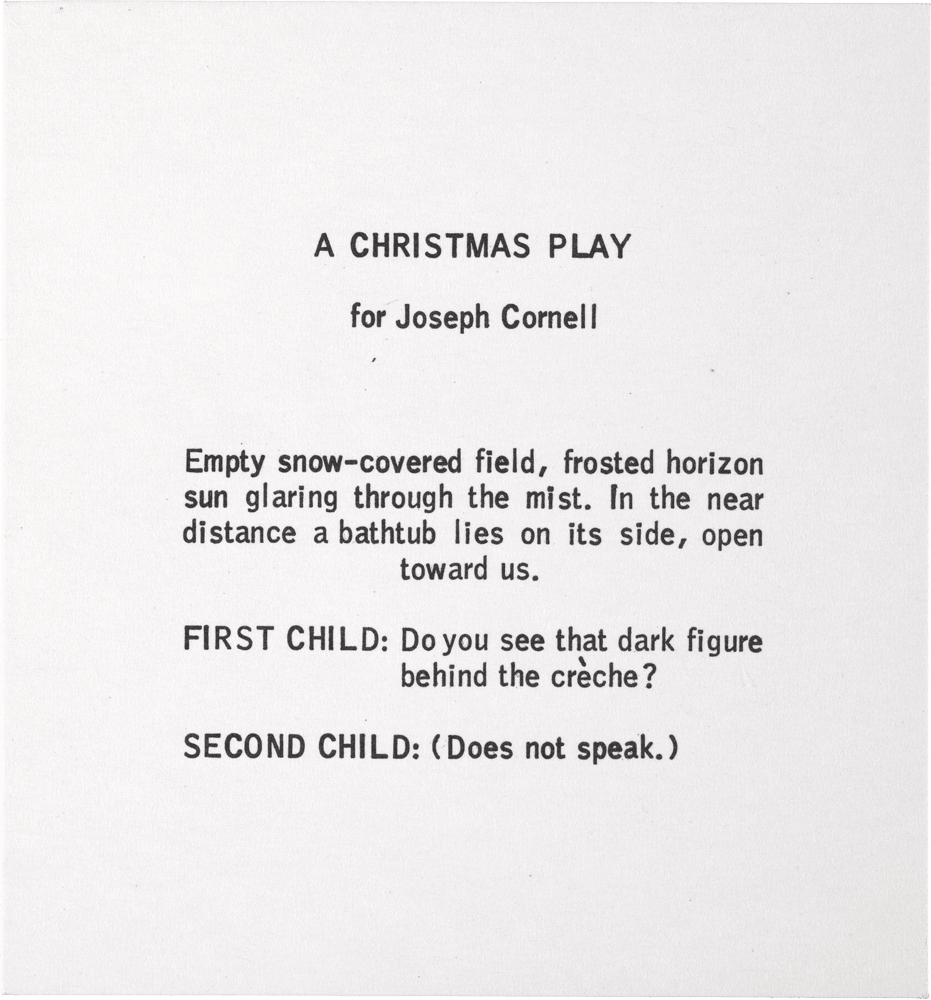 A CHRISTMAS PLAY
for Joseph Cornell
Empty snow-covered field, frosted horizon
sun glaring through the mist. In the near
distance a bathtub lies on its side, open
toward us.
FIRST CHILD: Do you see that dark figure
behind the crèche?
SECOND CHILD: (Does not speak.)